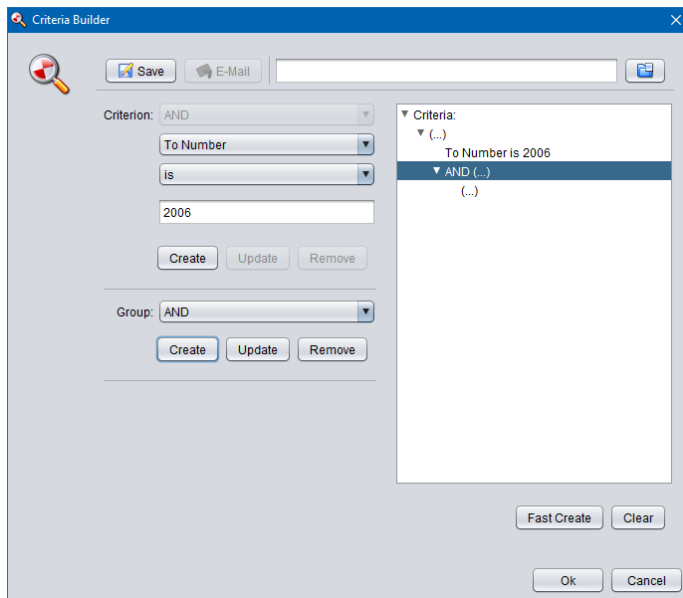 Criteria Builder
Save
E-Mail
Criterion:
AND
To Number
is
2006
Create
Update
Remove
Group:
AND
Create
Update
Remove
Criteria:
(...)
To Number is 2006
AND (...)
(...)
Fast Create
Clear
Ok
Cancel